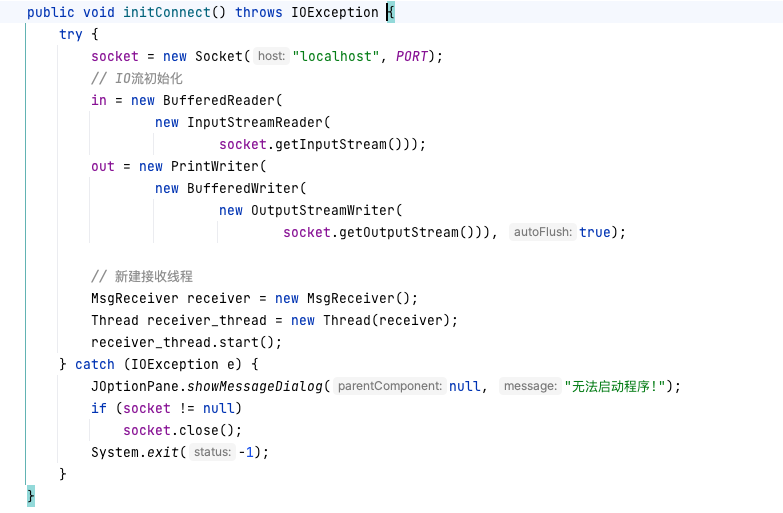 public void initConnect() throws IOException {
    try {
        socket = new Socket( host: "localhost", PORT);
        // IO流初始化
        in = new BufferedReader(
                new InputStreamReader(
                        socket.getInputStream()));
        out = new PrintWriter(
                new BufferedWriter(
                        new OutputStreamWriter(
                                socket.getOutputStream())), autoFlush: true);

        // 新建接收线程
        MsgReceiver receiver = new MsgReceiver();
        Thread receiver_thread = new Thread(receiver);
        receiver_thread.start();
    } catch (IOException e) {
        JOptionPane.showMessageDialog( parentComponent: null, message: "无法启动程序!");
        if (socket != null)
            socket.close();
        System.exit( status: -1);
    }
}